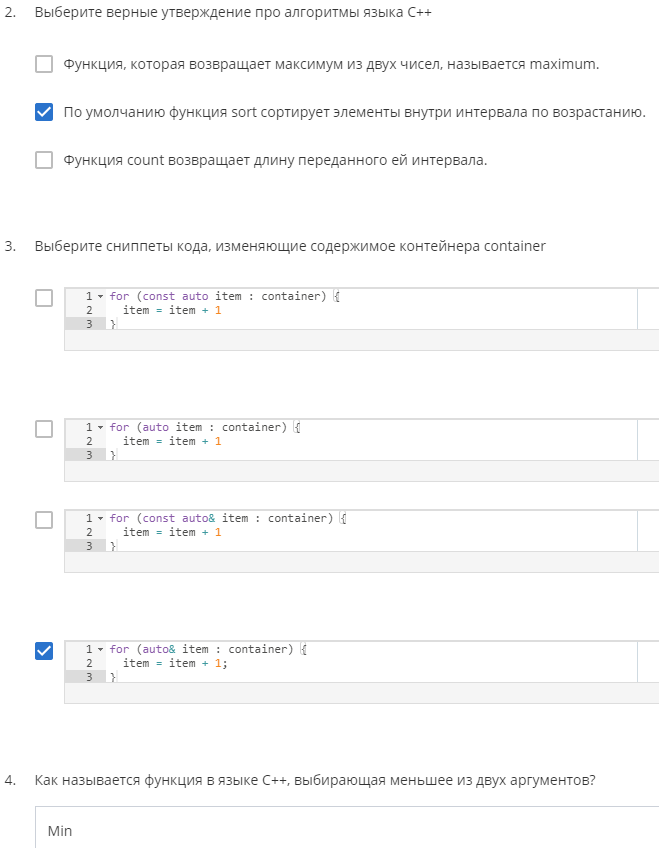 2. Выберите верные утверждение про алгоритмы языка C++
Функция, которая возвращает максимум из двух чисел, называется maximum.
По умолчанию функция sort сортирует элементы внутри интервала по возрастанию.
Функция count возвращает длину переданного ей интервала.
3. Выберите сниппеты кода, изменяющие содержимое контейнера container
1 for (const auto item : container) {
2 item = item + 1
3 }
1 for (auto item : container) {
2 item = item + 1
3 }
1 for (const auto& item : container) {
2 item = item + 1
3 }
1 for (auto& item : container) {
2 item = item + 1;
3 }
4. Как называется функция в языке C++, выбирающая меньшее из двух аргументов?
Min